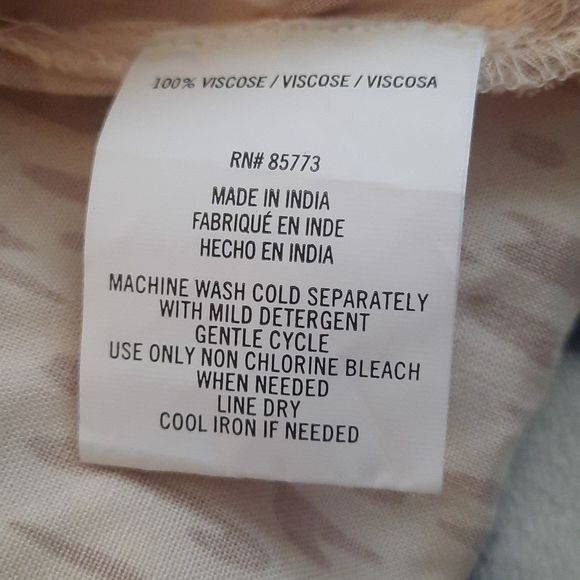 100% VISCOSE / VISCOSE / VISCOSA
RN# 85773
MADE IN INDIA
FABRIQUÉ EN INDE
HECHO EN INDIA
MACHINE WASH COLD SEPARATELY
WITH MILD DETERGENT
GENTLE CYCLE
USE ONLY NON CHLORINE BLEACH
WHEN NEEDED
LINE DRY
COOL IRON IF NEEDED